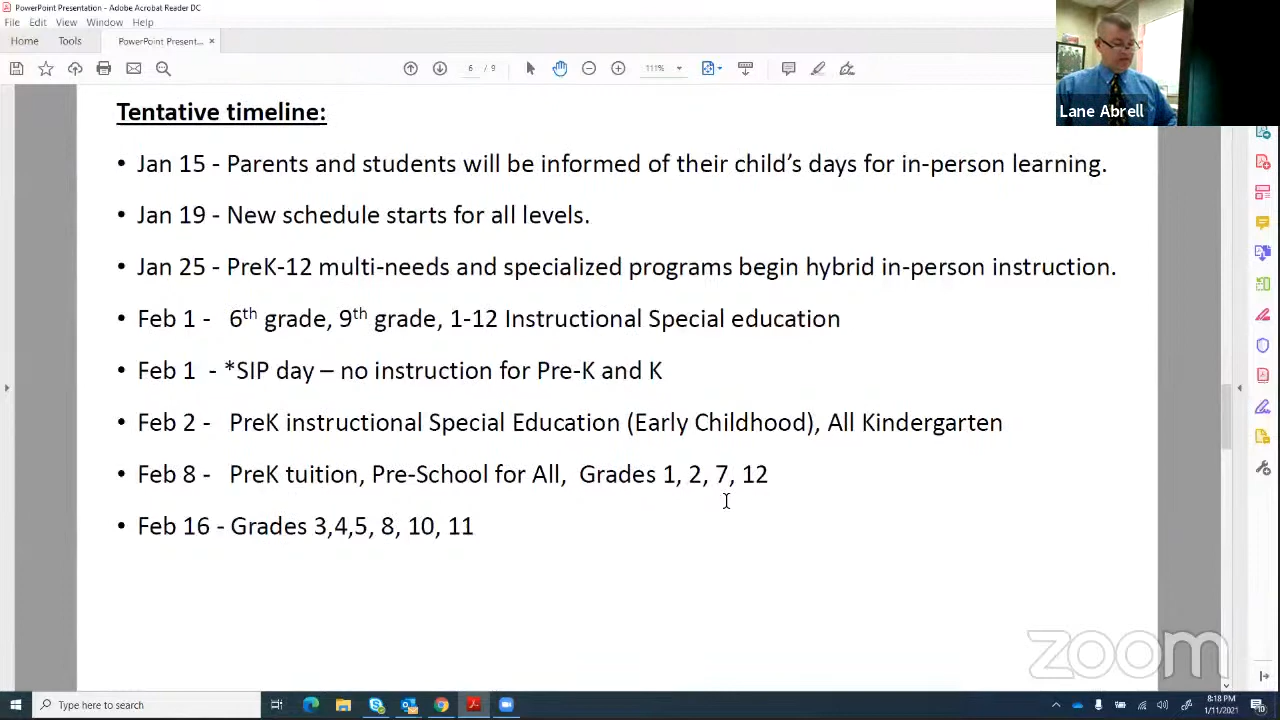 PowerPoint Presentation - Adobe Acrobat Reader DC
File Edit View Window Help
Home Tools PowerPoint Present... ×
6 / 9 111%
Lane Abrell
Tentative timeline:
• Jan 15 - Parents and students will be informed of their child's days for in-person learning.
• Jan 19 - New schedule starts for all levels.
• Jan 25 - PreK-12 multi-needs and specialized programs begin hybrid in-person instruction.
• Feb 1 - 6th grade, 9th grade, 1-12 Instructional Special education
• Feb 1 - *SIP day – no instruction for Pre-K and K
• Feb 2 - PreK instructional Special Education (Early Childhood), All Kindergarten
• Feb 8 - PreK tuition, Pre-School for All, Grades 1, 2, 7, 12
• Feb 16 - Grades 3,4,5, 8, 10, 11
zoom
Type here to search
8:18 PM
1/11/2021